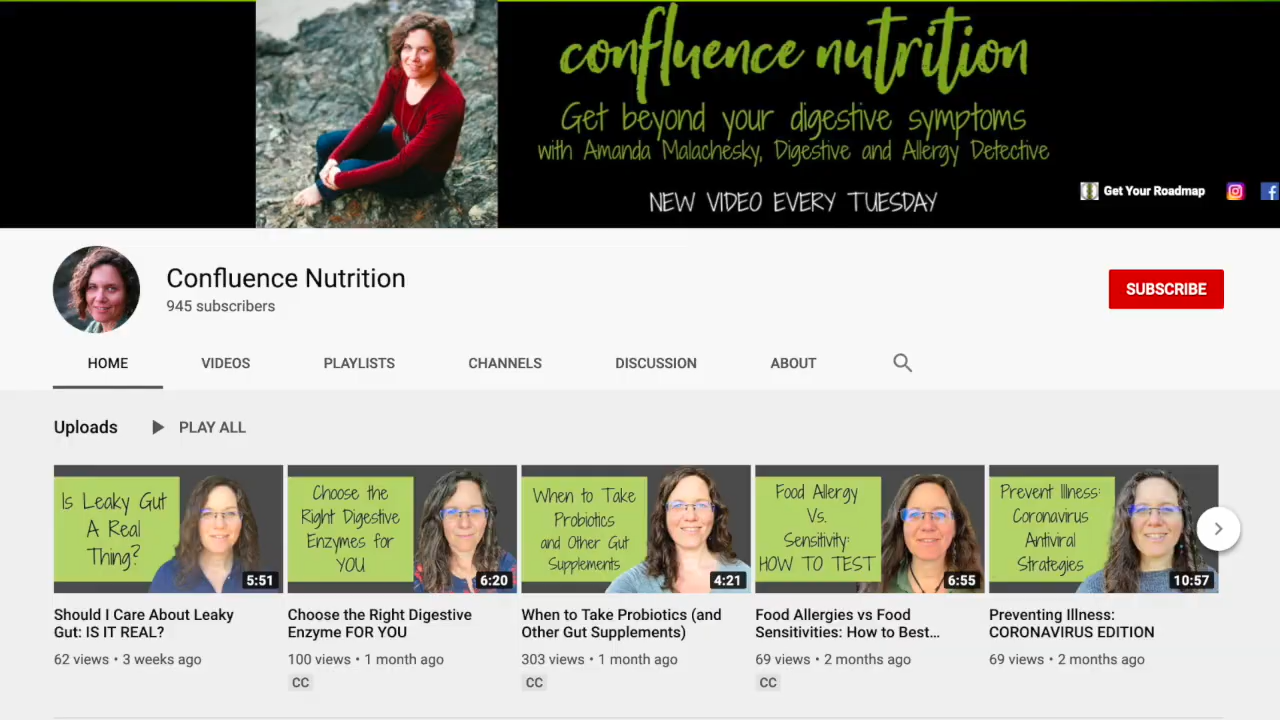 confluence nutrition
Get beyond your digestive symptoms
with Amanda Malachesky, Digestive and Allergy Detective
NEW VIDEO EVERY TUESDAY
Get Your Roadmap
Confluence Nutrition
945 subscribers
SUBSCRIBE
HOME VIDEOS PLAYLISTS CHANNELS DISCUSSION ABOUT
Uploads PLAY ALL
Is Leaky Gut
A Real
Thing?
5:51
Choose the
Right Digestive
Enzymes for
YOU
6:20
When to Take
Probiotics
and Other Gut
Supplements
4:21
Food Allergy
Vs.
Sensitivity:
HOW TO TEST
6:55
Prevent Illness:
Coronavirus
Antiviral
Strategies
10:57
Should I Care About Leaky
Gut: IS IT REAL?
62 views • 3 weeks ago
Choose the Right Digestive
Enzyme FOR YOU
100 views • 1 month ago
CC
When to Take Probiotics (and
Other Gut Supplements)
303 views • 1 month ago
CC
Food Allergies vs Food
Sensitivities: How to Best...
69 views • 2 months ago
CC
Preventing Illness:
CORONAVIRUS EDITION
69 views • 2 months ago